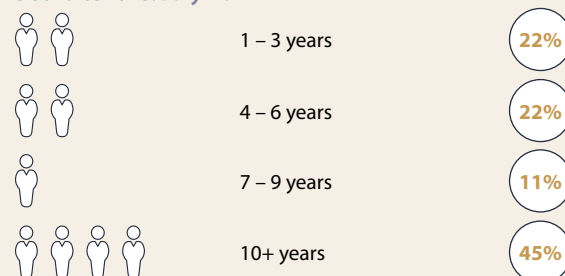 1 – 3 years 22%
4 – 6 years 22%
7 – 9 years 11%
10+ years 45%